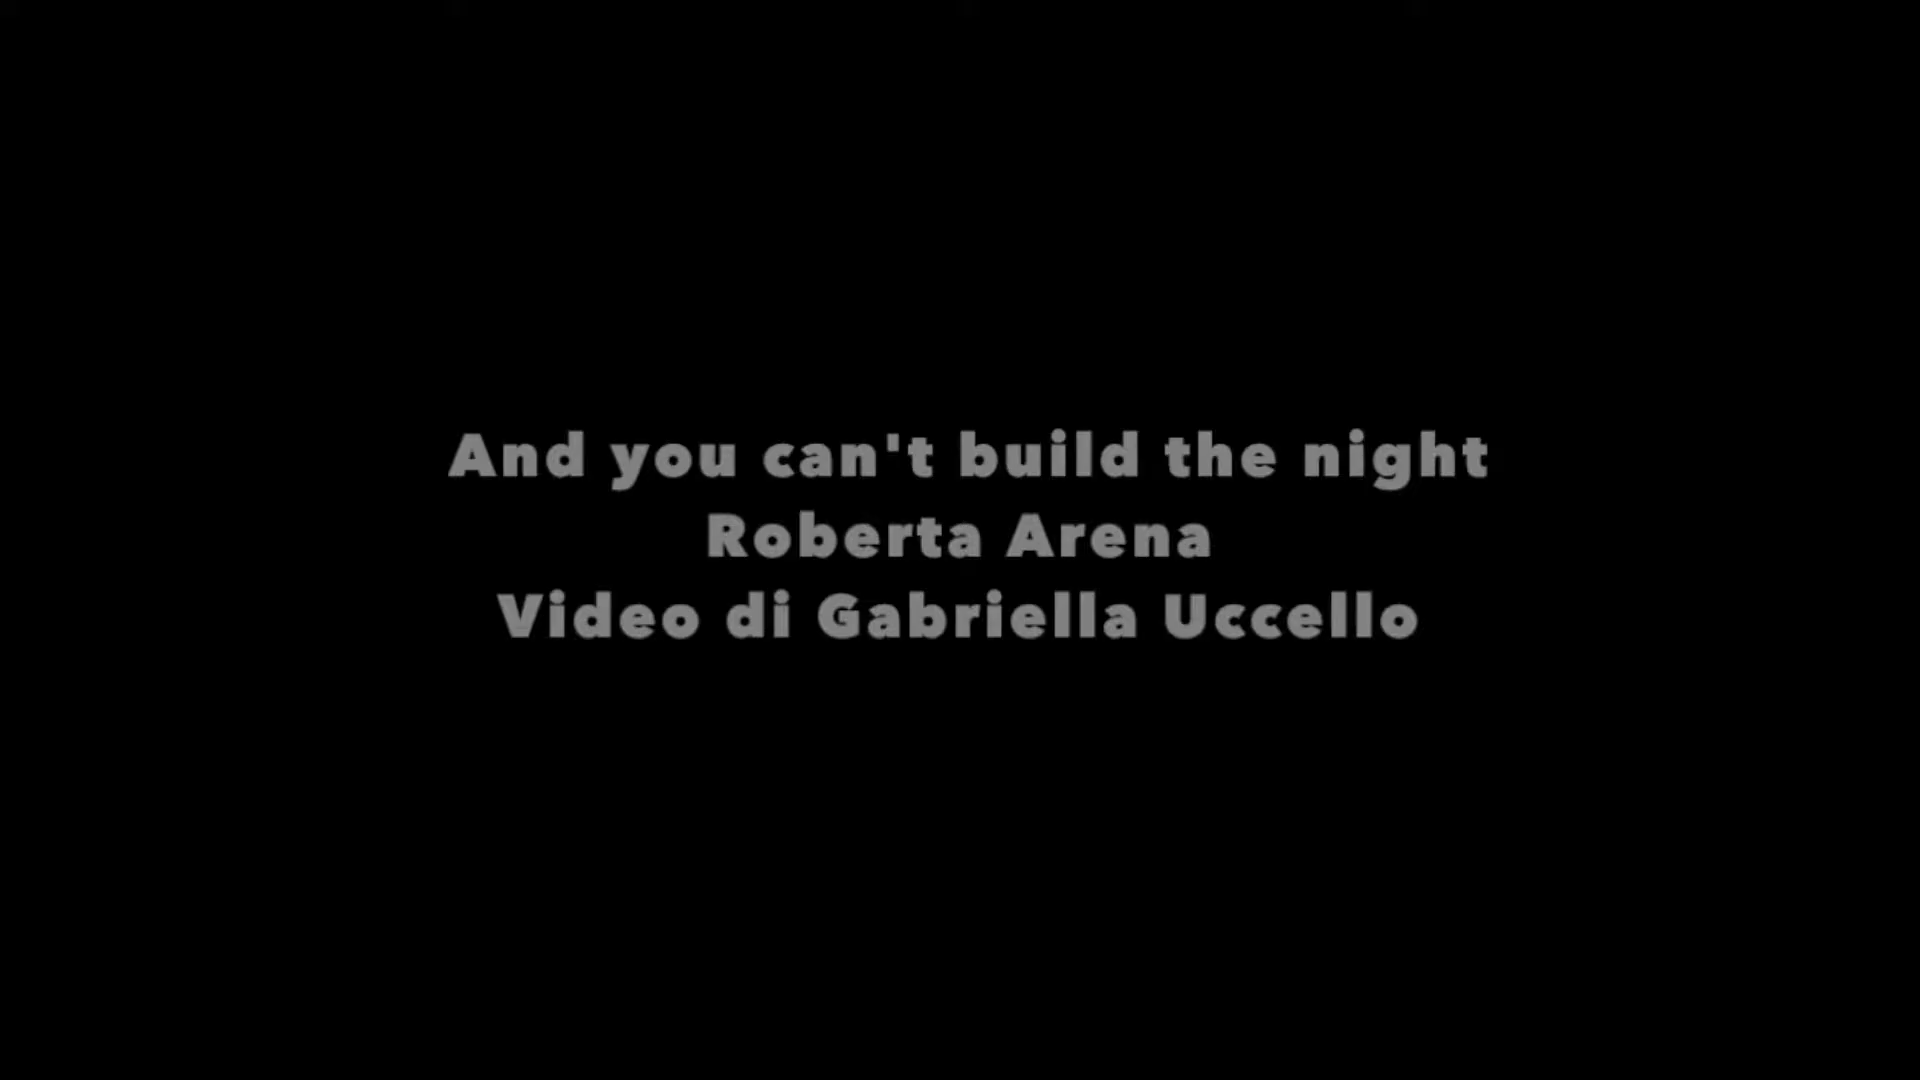 And you can't build the night
Roberta Arena
Video di Gabriella Uccello